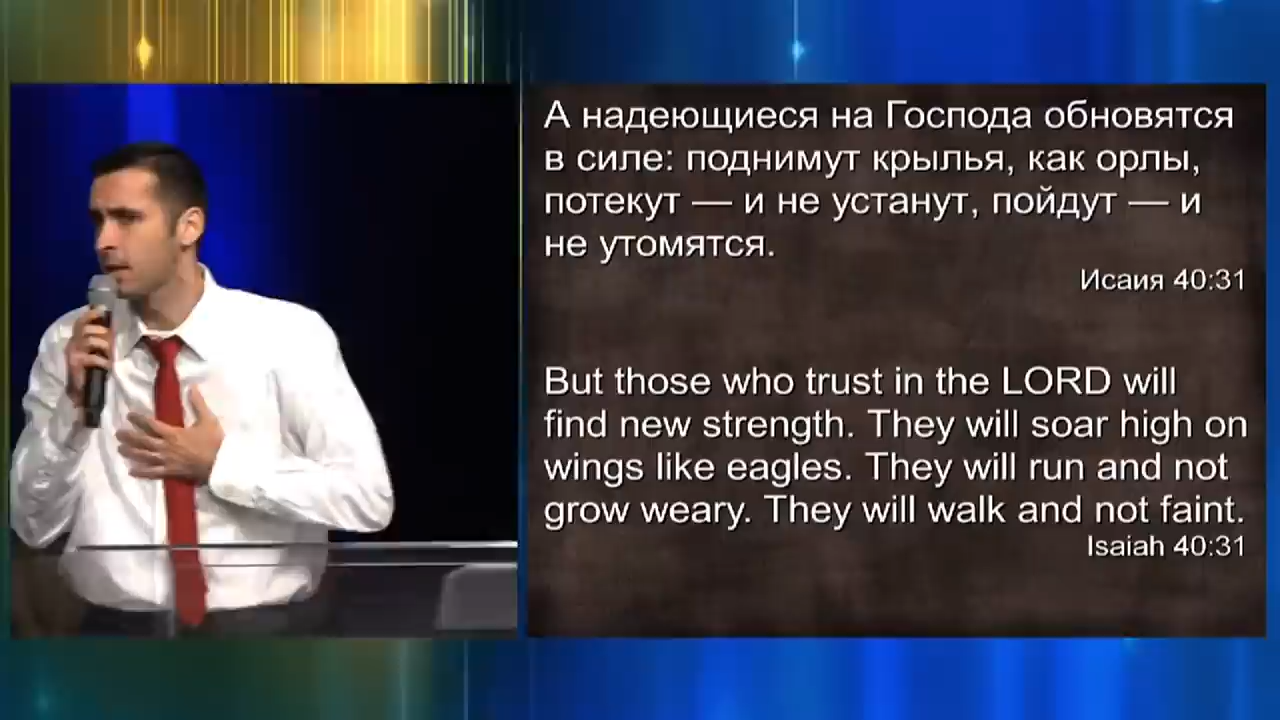 А надеющиеся на Господа обновятся
в силе: поднимут крылья, как орлы,
потекут — и не устанут, пойдут — и
не утомятся.
Исаия 40:31
But those who trust in the LORD will
find new strength. They will soar high on
wings like eagles. They will run and not
grow weary. They will walk and not faint.
Isaiah 40:31